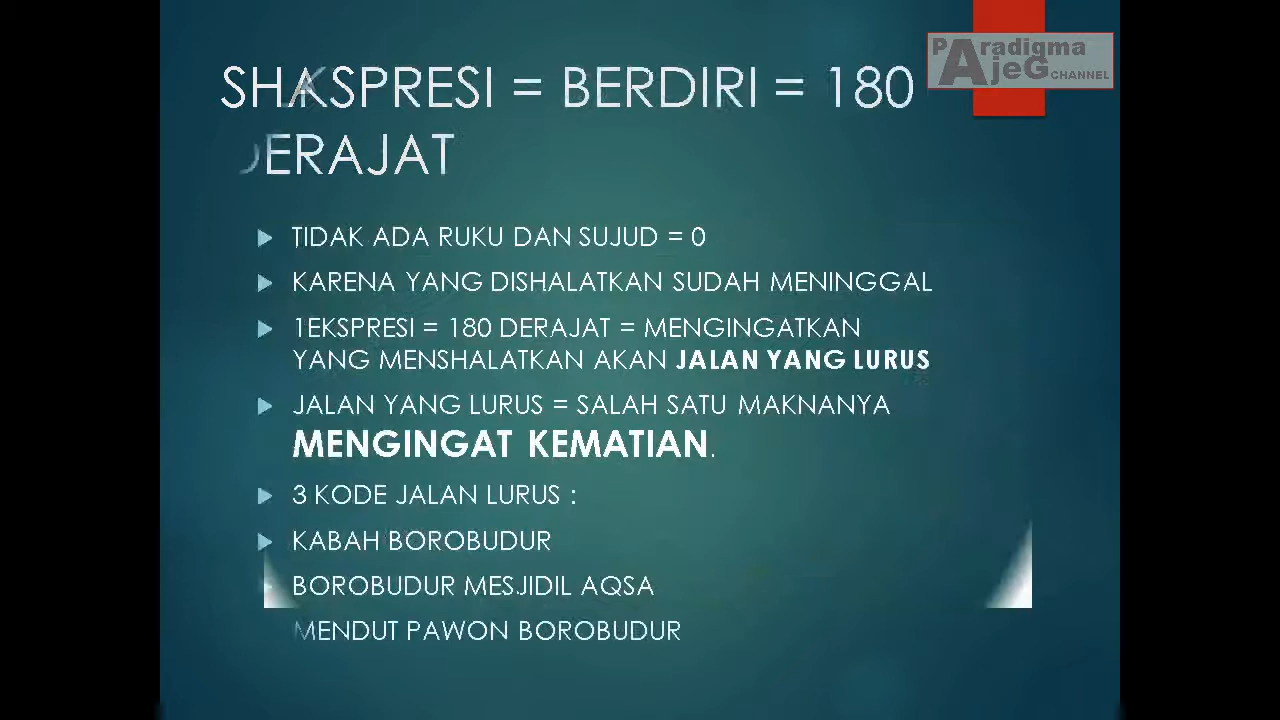 = BERDIRI = 180
DERAJAT
Paradigma
AjeG CHANNEL
TIDAK ADA RUKU DAN SUJUD = 0
KARENA YANG DISHALATKAN SUDAH MENINGGAL
1EKSPRESI = 180 DERAJAT = MENGINGATKAN
YANG MENSHALATKAN AKAN JALAN YANG LURUS
JALAN YANG LURUS = SALAH SATU MAKNANYA
MENGINGAT KEMATIAN.
3 KODE JALAN LURUS :
KABAH BOROBUDUR
BOROBUDUR MESJIDIL AQSA
MENDUT PAWON BOROBUDUR